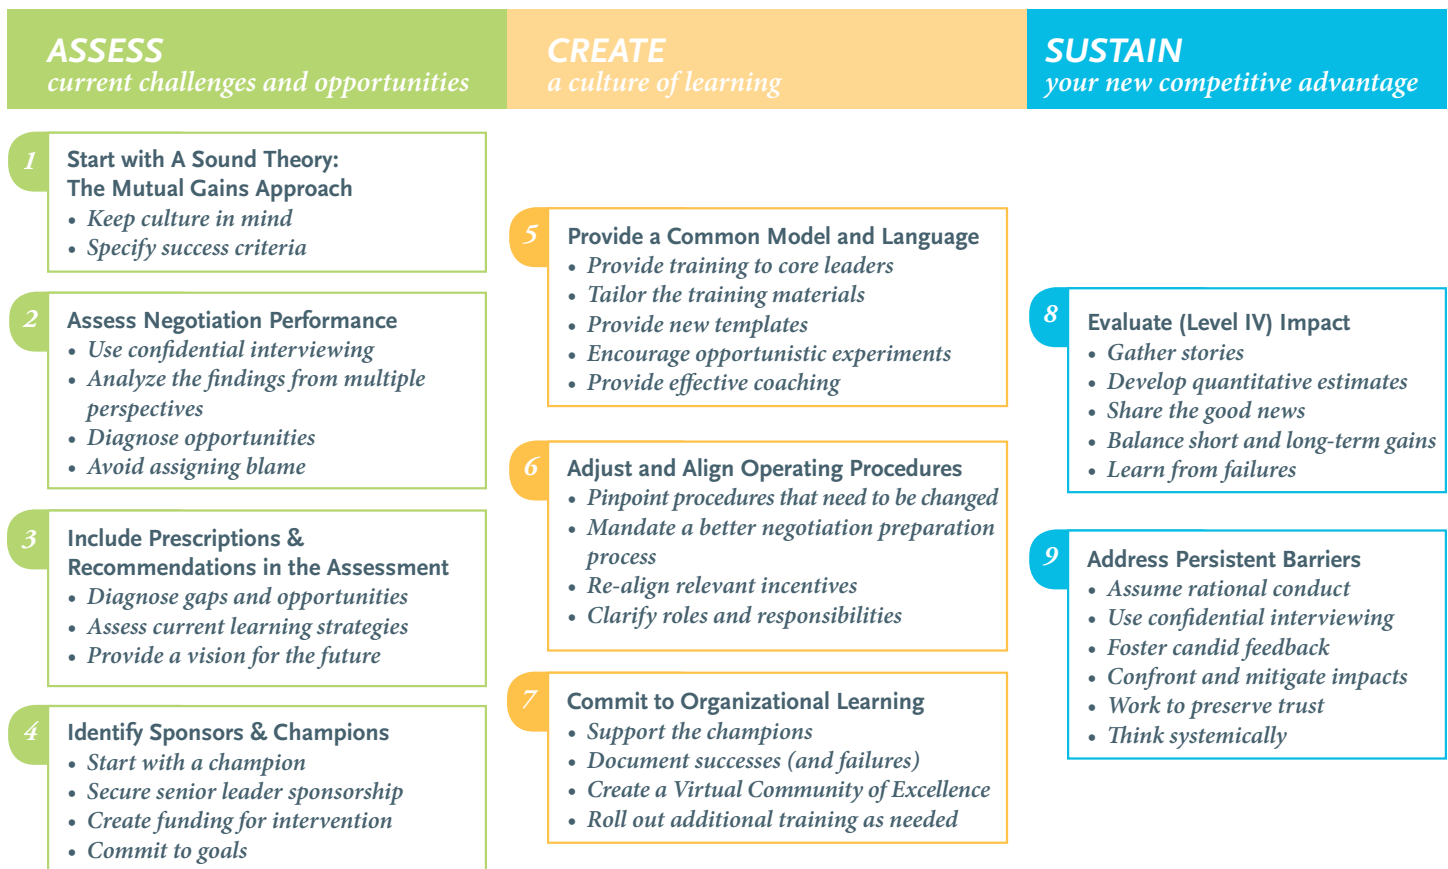 ASSESS
current challenges and opportunities
CREATE
a culture of learning
SUSTAIN
your new competitive advantage
1
Start with A Sound Theory:
The Mutual Gains Approach
• Keep culture in mind
• Specify success criteria
2
Assess Negotiation Performance
• Use confidential interviewing
• Analyze the findings from multiple
perspectives
• Diagnose opportunities
• Avoid assigning blame
3
Include Prescriptions &
Recommendations in the Assessment
• Diagnose gaps and opportunities
• Assess current learning strategies
• Provide a vision for the future
4
Identify Sponsors & Champions
• Start with a champion
• Secure senior leader sponsorship
• Create funding for intervention
• Commit to goals
5
Provide a Common Model and Language
• Provide training to core leaders
• Tailor the training materials
• Provide new templates
• Encourage opportunistic experiments
• Provide effective coaching
6
Adjust and Align Operating Procedures
• Pinpoint procedures that need to be changed
• Mandate a better negotiation preparation
process
• Re-align relevant incentives
• Clarify roles and responsibilities
7
Commit to Organizational Learning
• Support the champions
• Document successes (and failures)
• Create a Virtual Community of Excellence
• Roll out additional training as needed
8
Evaluate (Level IV) Impact
• Gather stories
• Develop quantitative estimates
• Share the good news
• Balance short and long-term gains
• Learn from failures
9
Address Persistent Barriers
• Assume rational conduct
• Use confidential interviewing
• Foster candid feedback
• Confront and mitigate impacts
• Work to preserve trust
• Think systemically